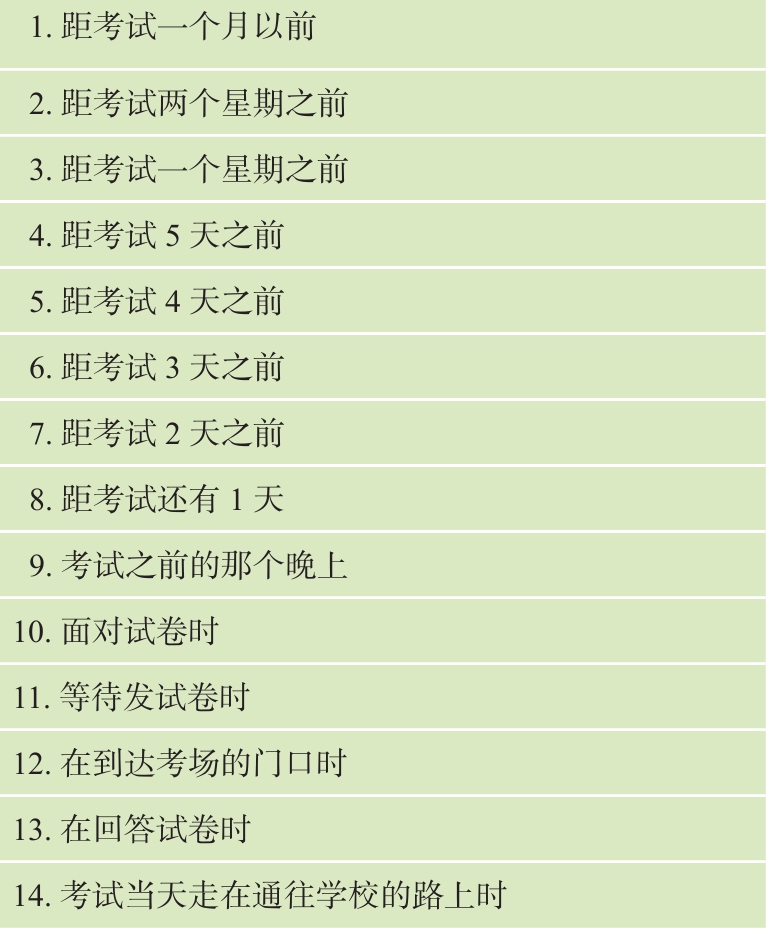 1. 距考试一个月以前
2. 距考试两个星期之前
3. 距考试一个星期之前
4. 距考试 5 天之前
5. 距考试 4 天之前
6. 距考试 3 天之前
7. 距考试 2 天之前
8. 距考试还有 1 天
9. 考试之前的那个晚上
10. 面对试卷时
11. 等待发试卷时
12. 在到达考场的门口时
13. 在回答试卷时
14. 考试当天走在通往学校的路上时